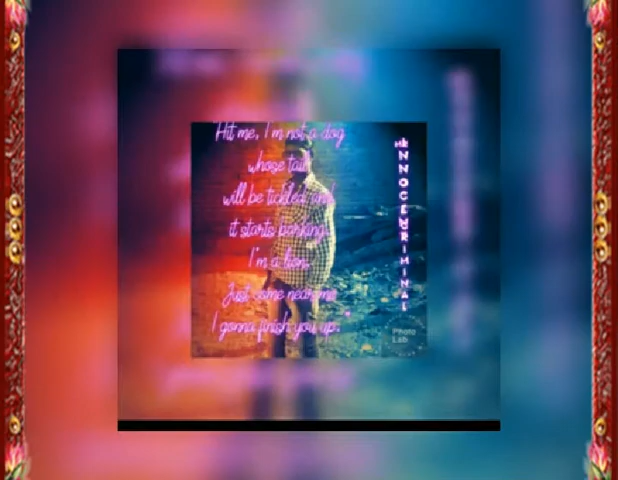 Hit me, I'm not a dog
whose tail
will be tickled and
it starts barking.
I'm a lion.
Just come near me
I gonna finish you up."
INNOCENT
CRIMINAL
Photo
Lab